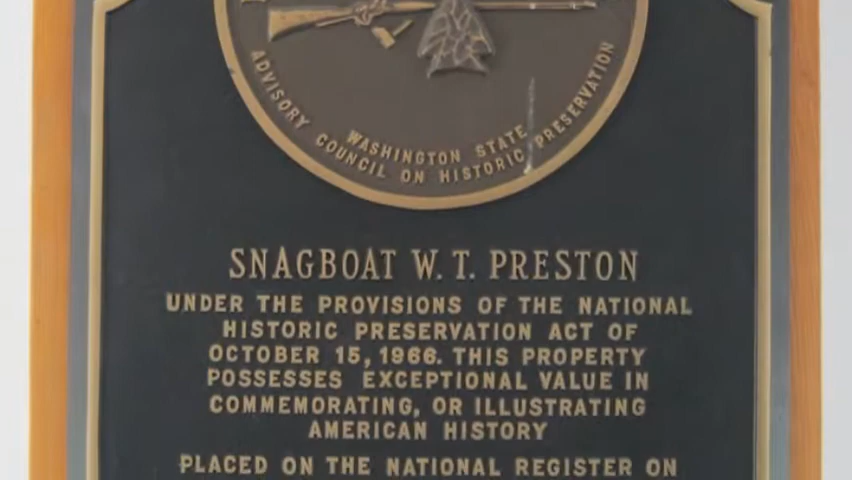 WASHINGTON STATE
ADVISORY COUNCIL ON HISTORIC PRESERVATION
SNAGBOAT W. T. PRESTON
UNDER THE PROVISIONS OF THE NATIONAL
HISTORIC PRESERVATION ACT OF
OCTOBER 15, 1966. THIS PROPERTY
POSSESSES EXCEPTIONAL VALUE IN
COMMEMORATING, OR ILLUSTRATING
AMERICAN HISTORY
PLACED ON THE NATIONAL REGISTER ON